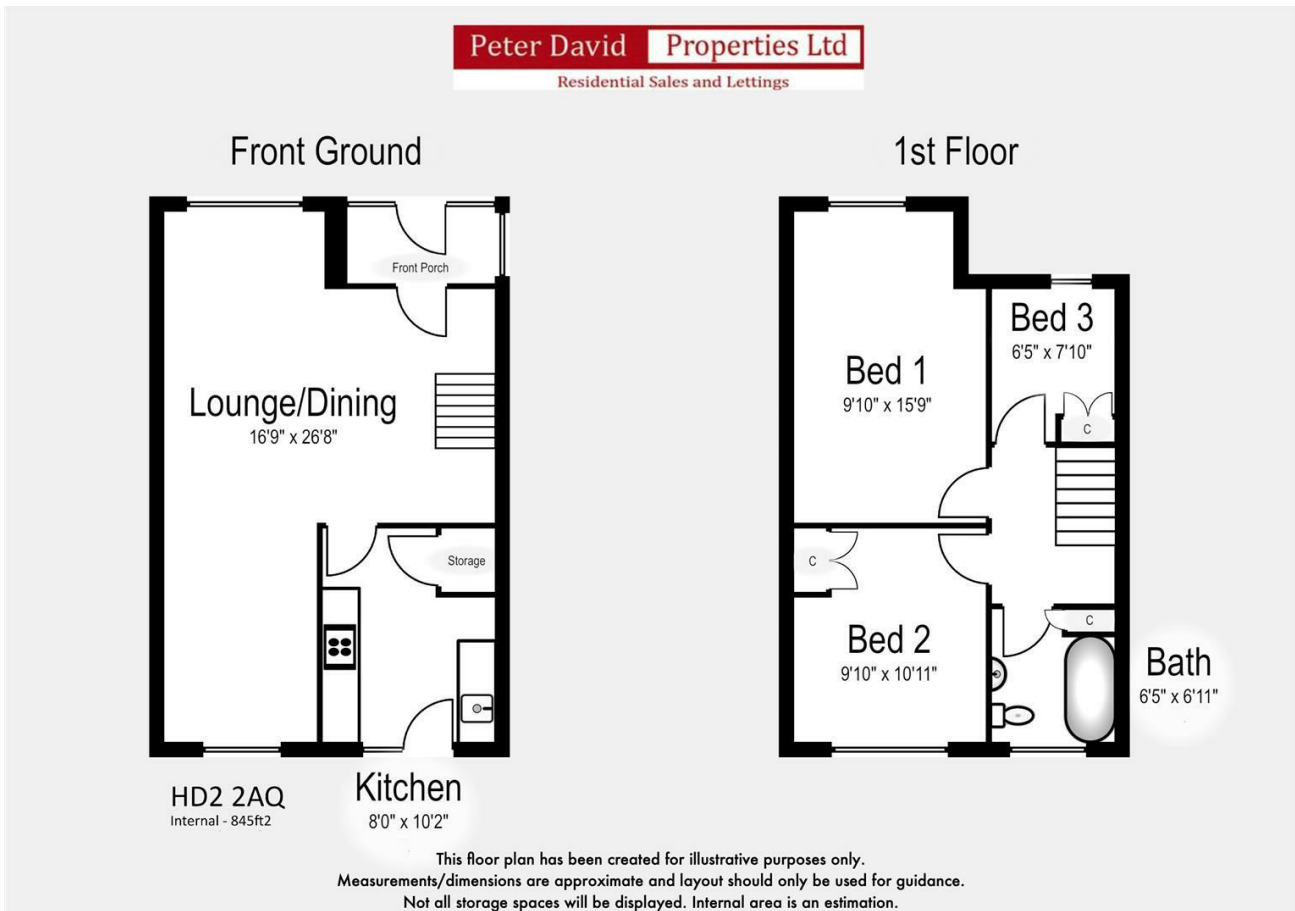 Peter David Properties Ltd
Residential Sales and Lettings
Front Ground
1st Floor
Front Porch
Lounge/Dining
16'9" x 26'8"
Storage
Kitchen
8'0" x 10'2"
HD2 2AQ
Internal - 845ft2
Bed 1
9'10" x 15'9"
Bed 3
6'5" x 7'10"
C
C
Bed 2
9'10" x 10'11"
C
Bath
6'5" x 6'11"
This floor plan has been created for illustrative purposes only.
Measurements/dimensions are approximate and layout should only be used for guidance.
Not all storage spaces will be displayed. Internal area is an estimation.